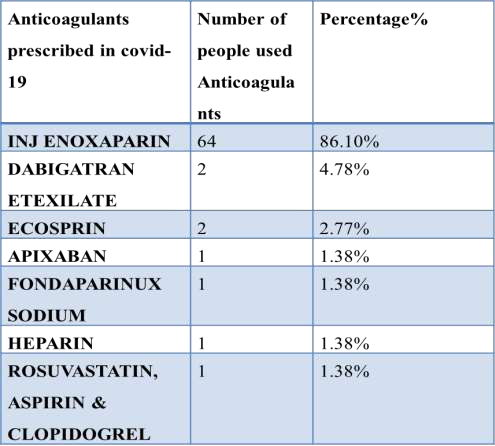 Anticoagulants Number of Percentage%
prescribed in covid- people used
19 Anticoagula
nts
INJ ENOXAPARIN 64 86.10%
DABIGATRAN 2 4.78%
ETEXILATE
ECOSPRIN 2 2.77%
APIXABAN 1 1.38%
FONDAPARINUX 1 1.38%
SODIUM
HEPARIN 1 1.38%
ROSUVASTATIN, 1 1.38%
ASPIRIN &
CLOPIDOGREL